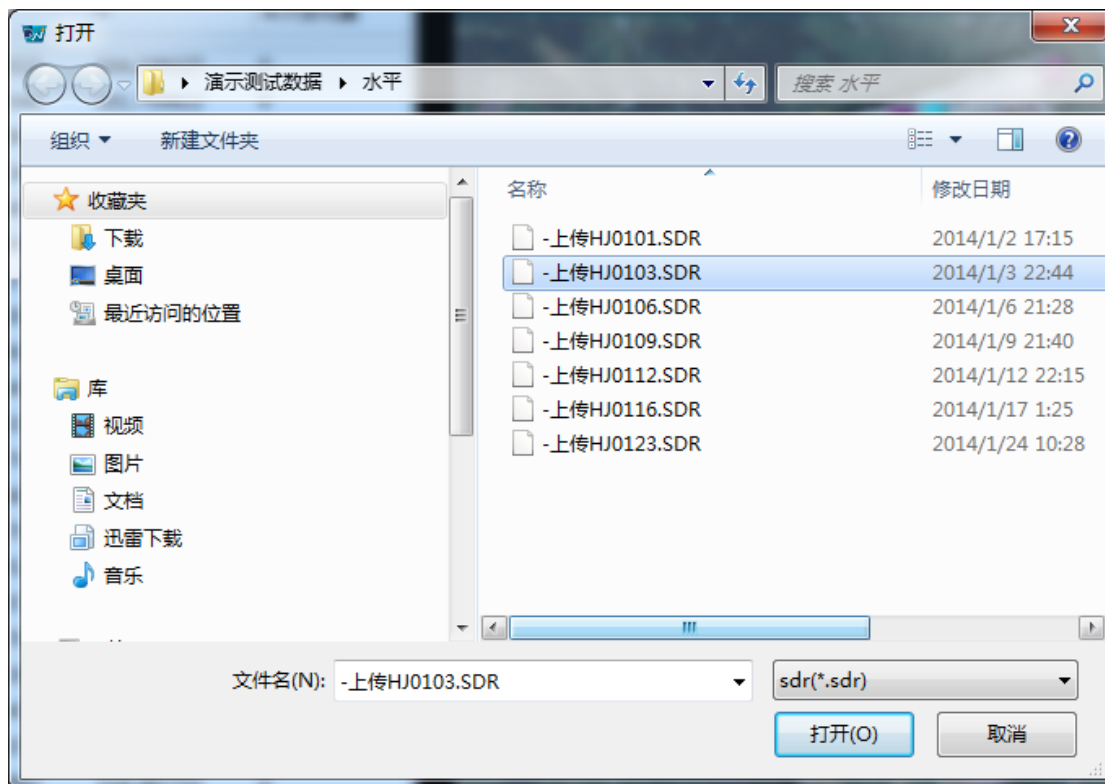 打开
演示测试数据 水平
搜索 水平
组织 新建文件夹
收藏夹
下载
桌面
最近访问的位置
库
视频
图片
文档
迅雷下载
音乐
名称 修改日期
-上传HJ0101.SDR 2014/1/2 17:15
-上传HJ0103.SDR 2014/1/3 22:44
-上传HJ0106.SDR 2014/1/6 21:28
-上传HJ0109.SDR 2014/1/9 21:40
-上传HJ0112.SDR 2014/1/12 22:15
-上传HJ0116.SDR 2014/1/17 1:25
-上传HJ0123.SDR 2014/1/24 10:28
文件名(N): -上传HJ0103.SDR sdr(*.sdr)
打开(O) 取消